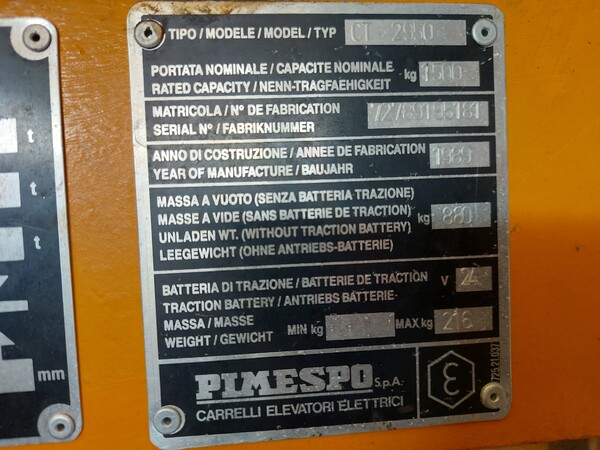 TIPO / MODELE / MODEL / TYP CT 2950
PORTATA NOMINALE / CAPACITE NOMINALE
RATED CAPACITY / NENN-TRAGFAEHIGKEIT kg 1500
MATRICOLA / N° DE FABRICATION
SERIAL N° / FABRIKNUMMER
ANNO DI COSTRUZIONE / ANNEE DE FABRICATION
YEAR OF MANUFACTURE / BAUJAHR 1989
MASSA A VUOTO (SENZA BATTERIA TRAZIONE)
MASSE A VIDE (SANS BATTERIE DE TRACTION)
UNLADEN WT. (WITHOUT TRACTION BATTERY) kg 880
LEEGEWICHT (OHNE ANTRIEBS-BATTERIE)
BATTERIA DI TRAZIONE / BATTERIE DE TRACTION
TRACTION BATTERY / ANTRIEBS BATTERIE V 24
MASSA / MASSE
WEIGHT / GEWICHT MIN kg MAX kg 216
PIMESPO S.p.A.
CARRELLI ELEVATORI ELETTRICI
725.21.037
t
t
t
mm